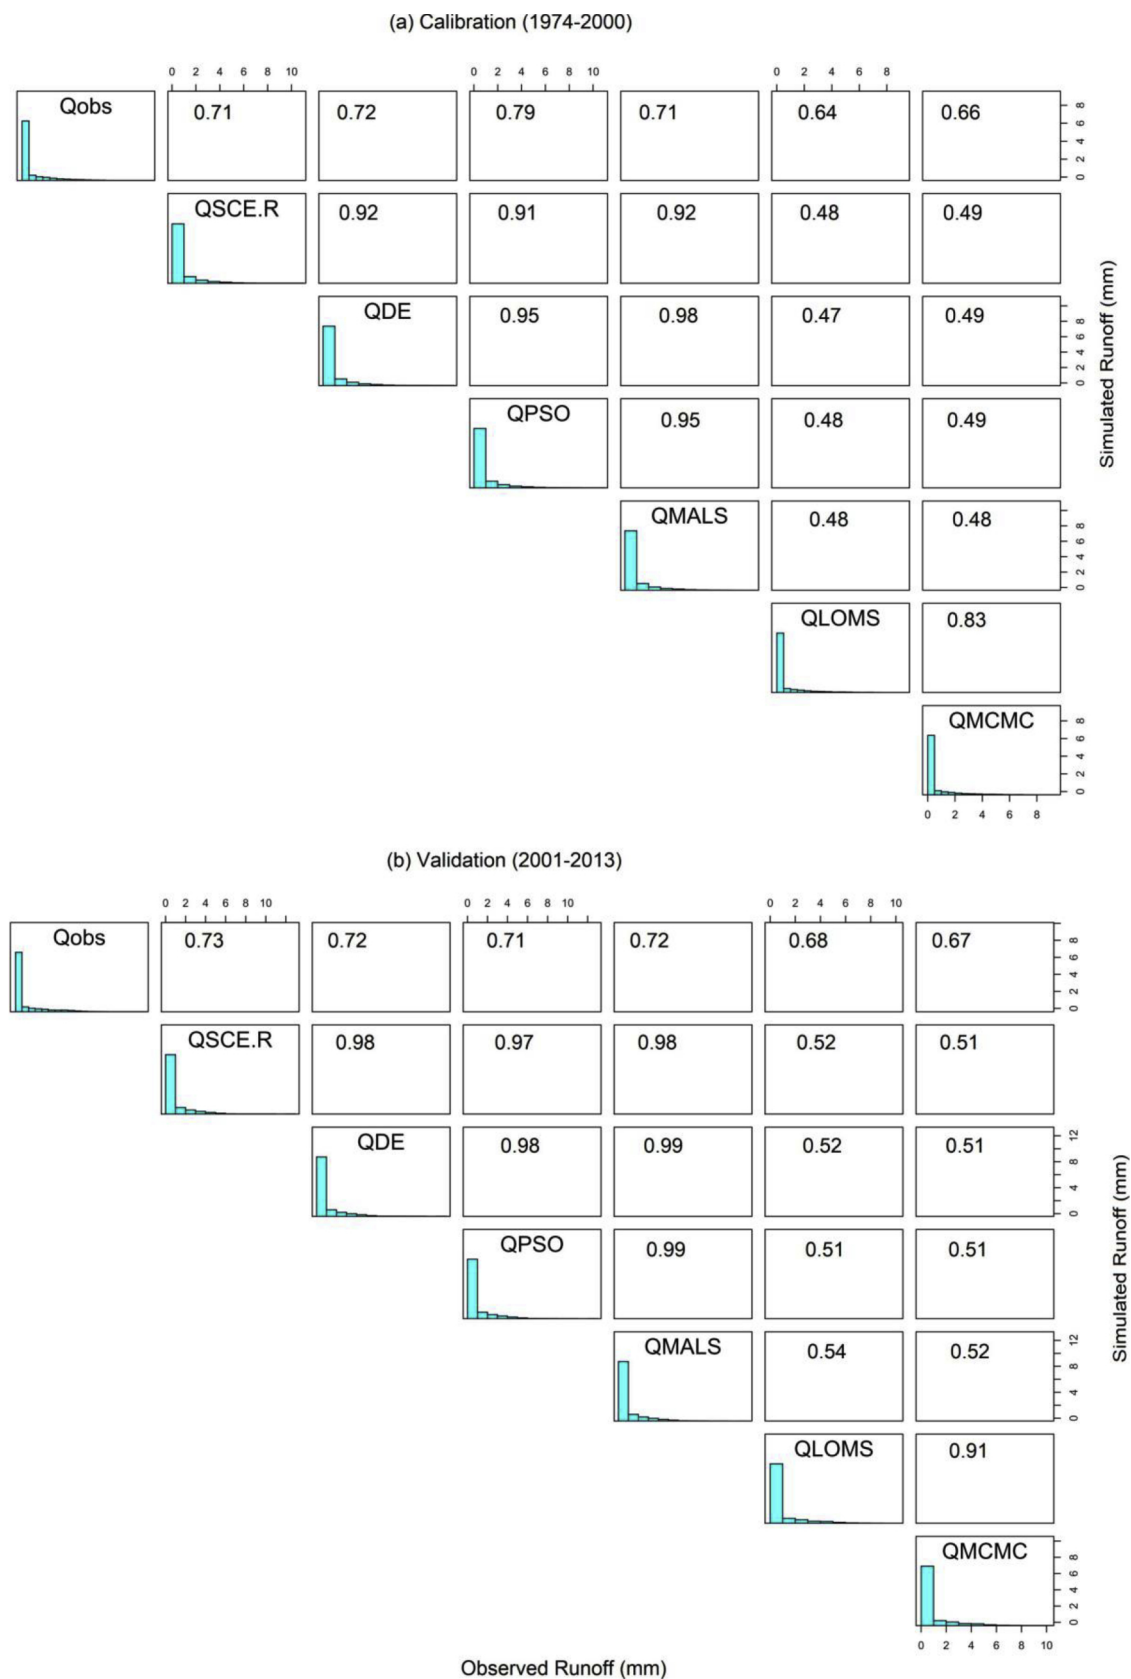 (a) Calibration (1974-2000)
0 2 4 6 8 10
0 2 4 6 8 10
0 2 4 6 8
Qobs 0.71 0.72 0.79 0.71 0.64 0.66
0 2 4 6 8
QSCE.R 0.92 0.91 0.92 0.48 0.49
QDE 0.95 0.98 0.47 0.49
0 2 4 6 8
QPSO 0.95 0.48 0.49
QMALS 0.48 0.48
0 2 4 6 8
QLOMS 0.83
QMCMC
0 2 4 6 8
0 2 4 6 8
Simulated Runoff (mm)
(b) Validation (2001-2013)
0 2 4 6 8 10
0 2 4 6 8 10
0 2 4 6 8 10
Qobs 0.73 0.72 0.71 0.72 0.68 0.67
0 2 4 6 8
QSCE.R 0.98 0.97 0.98 0.52 0.51
QDE 0.98 0.99 0.52 0.51
0 4 8 12
QPSO 0.99 0.51 0.51
QMALS 0.54 0.52
0 4 8 12
QLOMS 0.91
QMCMC
0 2 4 6 8
0 2 4 6 8 10
Simulated Runoff (mm)
Observed Runoff (mm)